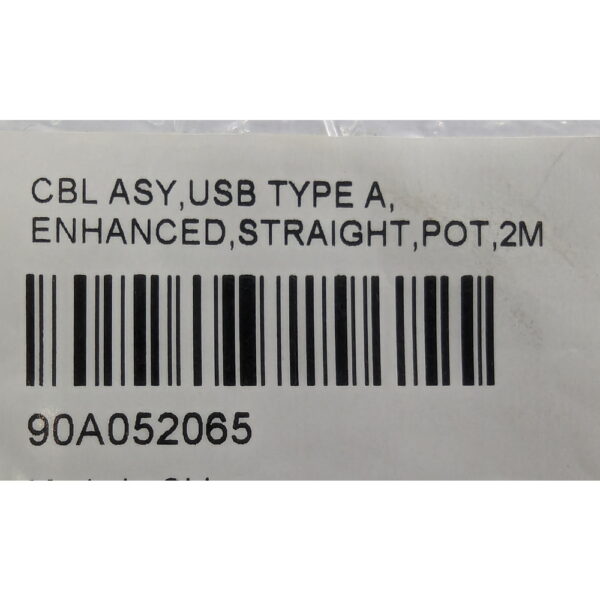 CBL ASY,USB TYPE A,
ENHANCED,STRAIGHT,POT,2M
90A052065